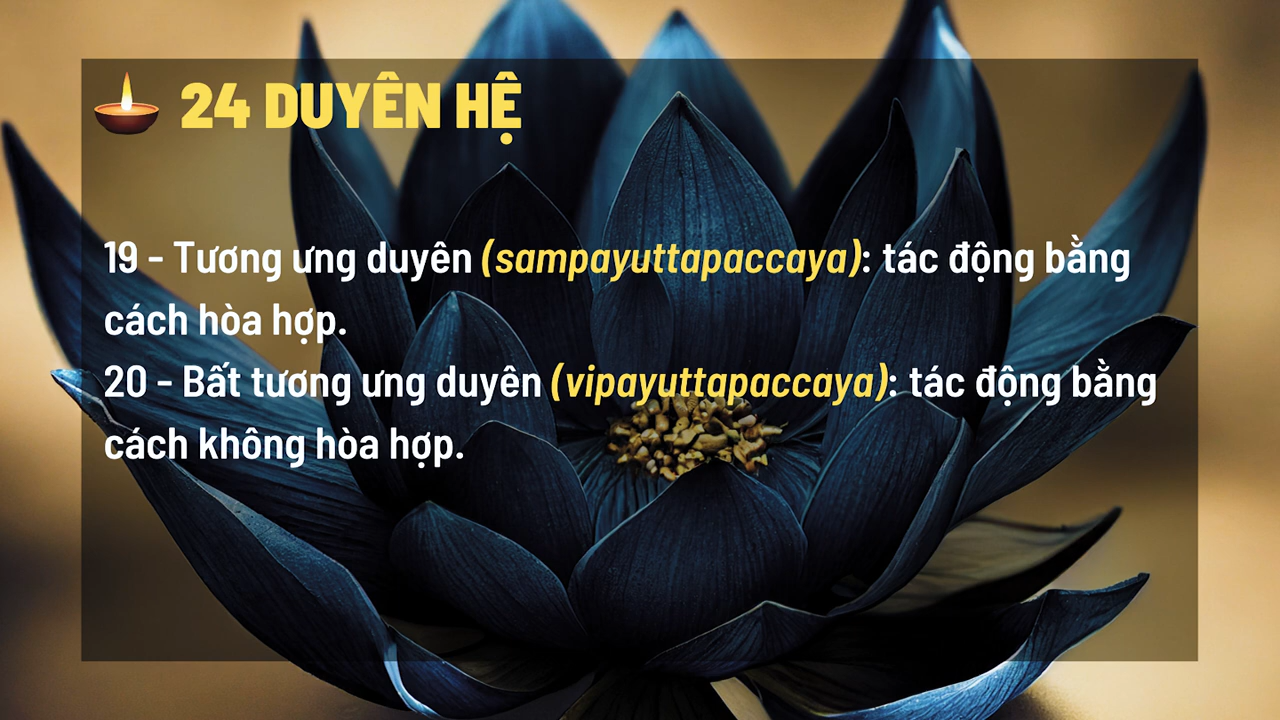 24 DUYÊN HỆ
19 - Tương ưng duyên (sampayuttapaccaya): tác động bằng
cách hòa hợp.
20 - Bất tương ưng duyên (vipayuttapaccaya): tác động bằng
cách không hòa hợp.